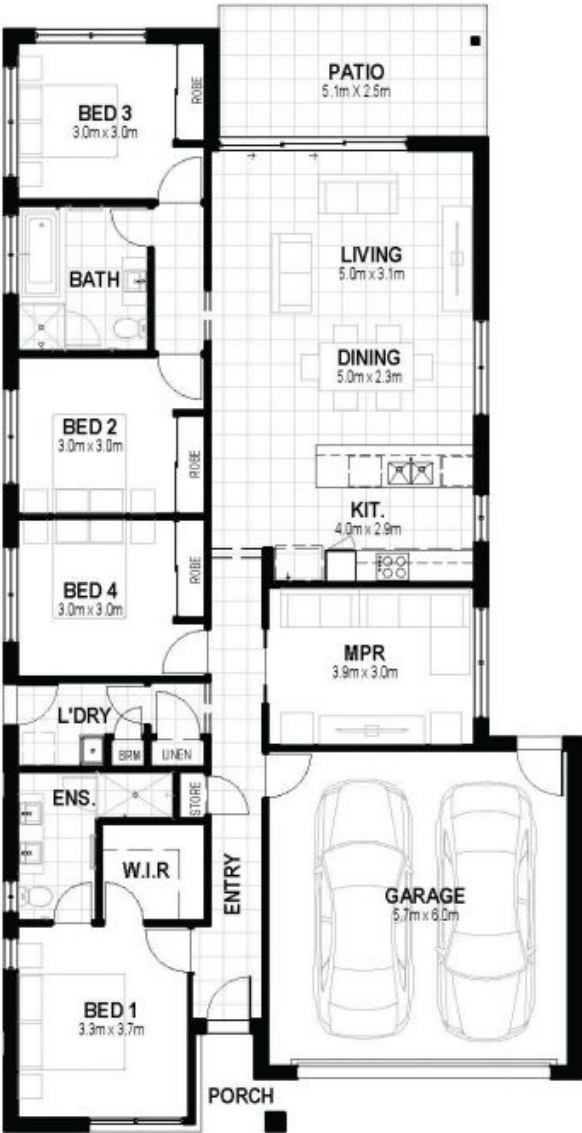 PATIO
5.1m X 2.5m
BED 3
3.0m x 3.0m
ROBE
BATH
LIVING
5.0m x 3.1m
DINING
5.0m x 2.3m
BED 2
3.0m x 3.0m
ROBE
KIT.
4.0m x 2.9m
BED 4
3.0m x 3.0m
ROBE
MPR
3.9m x 3.0m
L'DRY
BRM
LINEN
ENS.
STORE
W.I.R
ENTRY
GARAGE
5.7m x 6.0m
BED 1
3.3m x 3.7m
PORCH